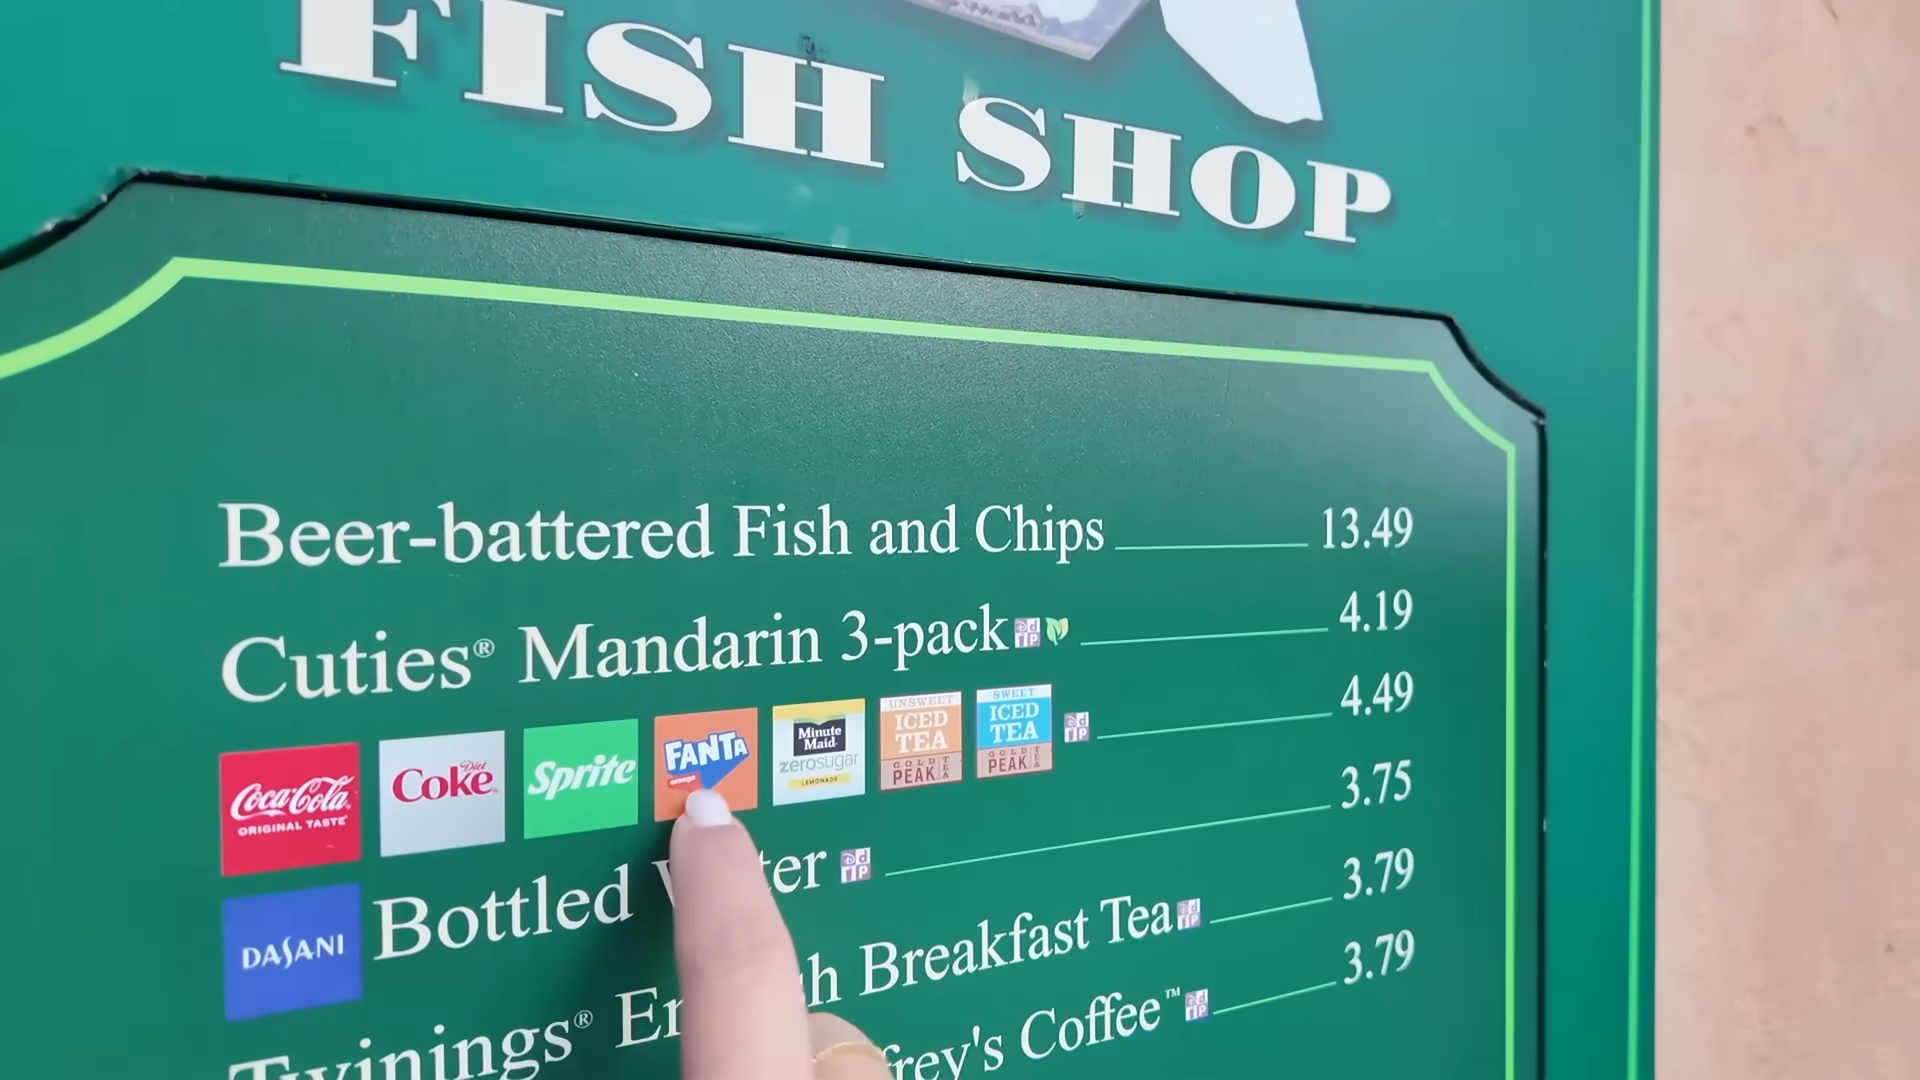 FISH SHOP
Beer-battered Fish and Chips 13.49
Cuties® Mandarin 3-pack 4.19
Coca-Cola ORIGINAL TASTE Diet Coke Sprite FANTA orange Minute Maid zero sugar LEMONADE UNSWEET ICED TEA GOLD PEAK TEA SWEET ICED TEA GOLD PEAK TEA 4.49
DASANI Bottled 3.75
Twinings® Breakfast Tea 3.79
Coffee™ 3.79